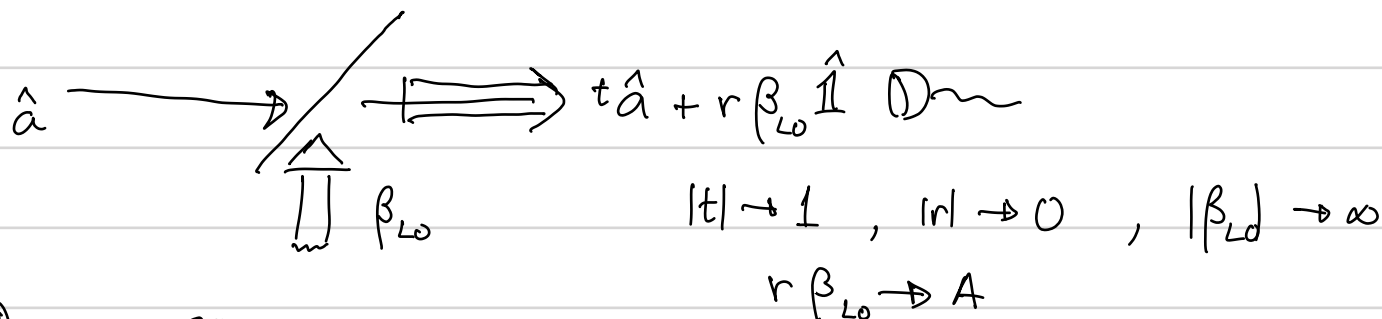 â t â + r β_LO 𝟙̂
β_LO |t| → 1 , |r| → 0 , |β_LO| → ∞
r β_LO → A